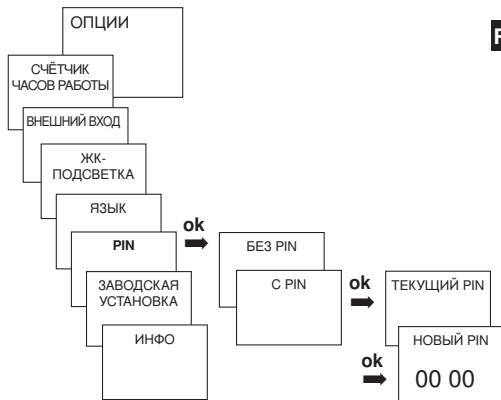 ОПЦИИ
СЧЁТЧИК
ЧАСОВ РАБОТЫ
ВНЕШНИЙ ВХОД
ЖК-
ПОДСВЕТКА
ЯЗЫК
PIN
ok
БЕЗ PIN
ЗАВОДСКАЯ
УСТАНОВКА
С PIN
ok
ТЕКУЩИЙ PIN
ИНФО
НОВЫЙ PIN
ok
00 00